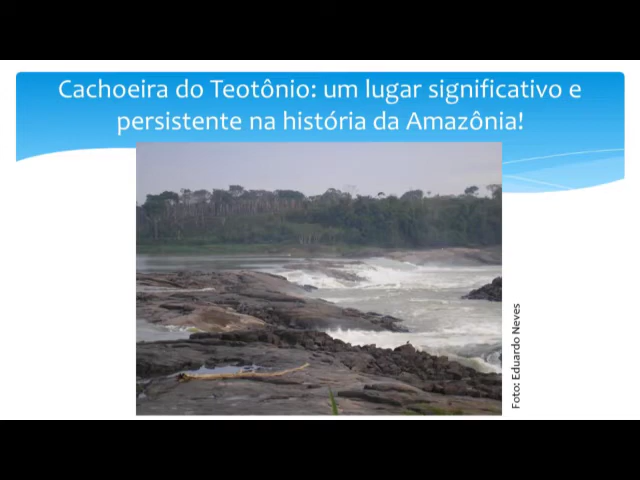 Cachoeira do Teotônio: um lugar significativo e
persistente na história da Amazônia!
Foto: Eduardo Neves